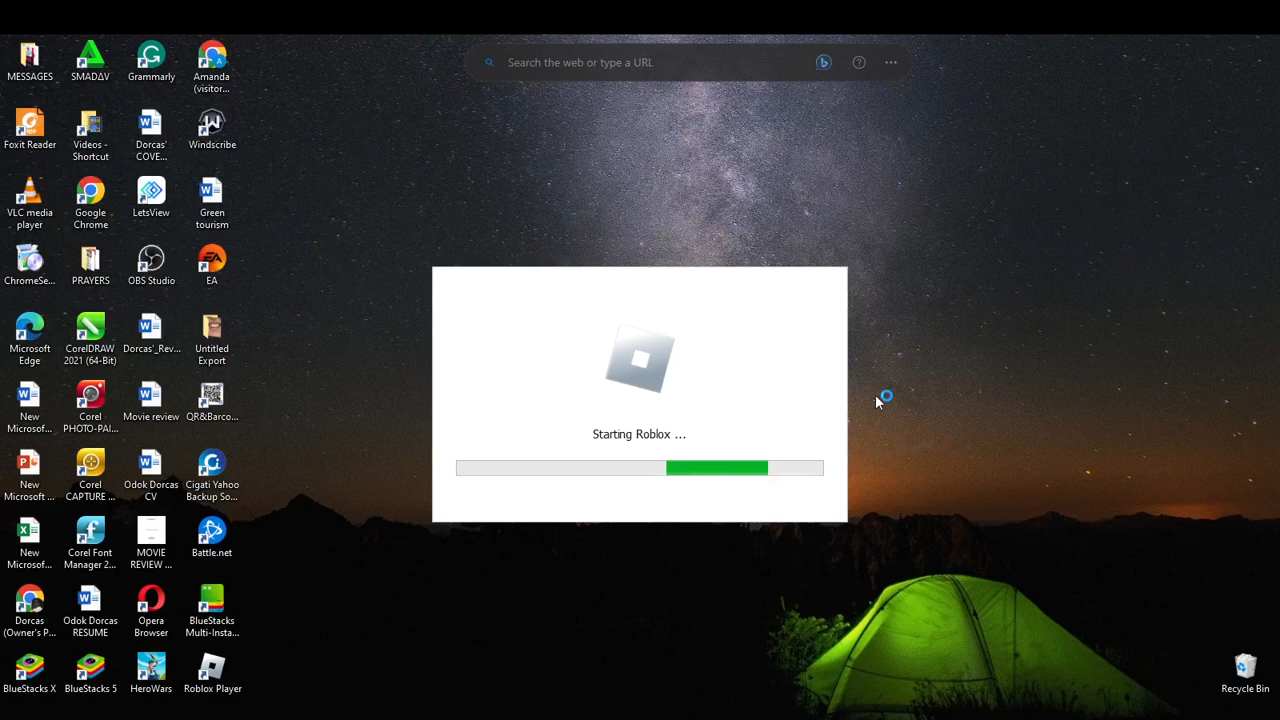 Search the web or type a URL
MESSAGES
SMADΔV
Grammarly
Amanda
(visitor...
Foxit Reader
Videos -
Shortcut
Dorcas'
COVE...
Windscribe
VLC media
player
Google
Chrome
LetsView
Green
tourism
ChromeSe...
PRAYERS
OBS Studio
EA
EA
Microsoft
Edge
CorelDRAW
2021 (64-Bit)
Dorcas'_Rev...
Untitled
Export
New
Microsof...
Corel
PHOTO-PAI...
Movie review
QR&Barco...
Starting Roblox ...
New
Microsoft ...
Corel
CAPTURE ...
Odok Dorcas
CV
Cigati Yahoo
Backup So...
New
Microsof...
Corel Font
Manager 2...
MOVIE
REVIEW ...
Battle.net
Dorcas
(Owner's P...
Odok Dorcas
RESUME
Opera
Browser
BlueStacks
Multi-Insta...
BlueStacks X
BlueStacks 5
HeroWars
Roblox Player
Recycle Bin